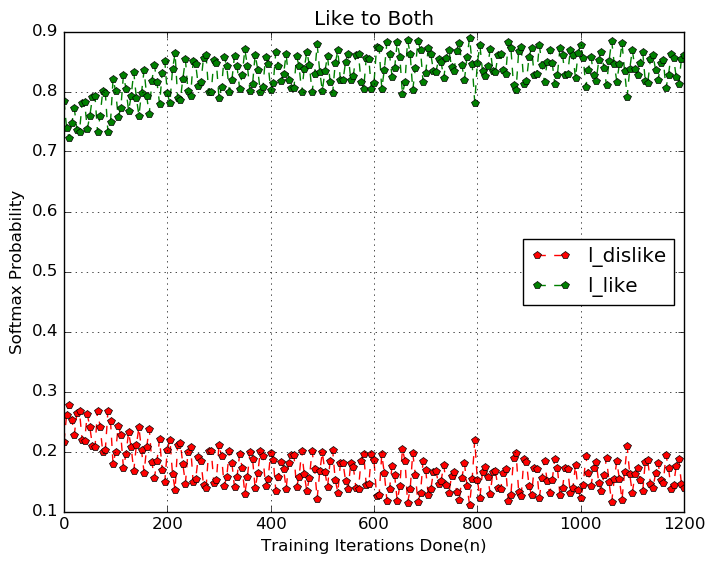 Like to Both
0.9
0.8
0.7
0.6
0.5
0.4
0.3
0.2
0.1
Softmax Probability
l_dislike
l_like
0 200 400 600 800 1000 1200
Training Iterations Done(n)